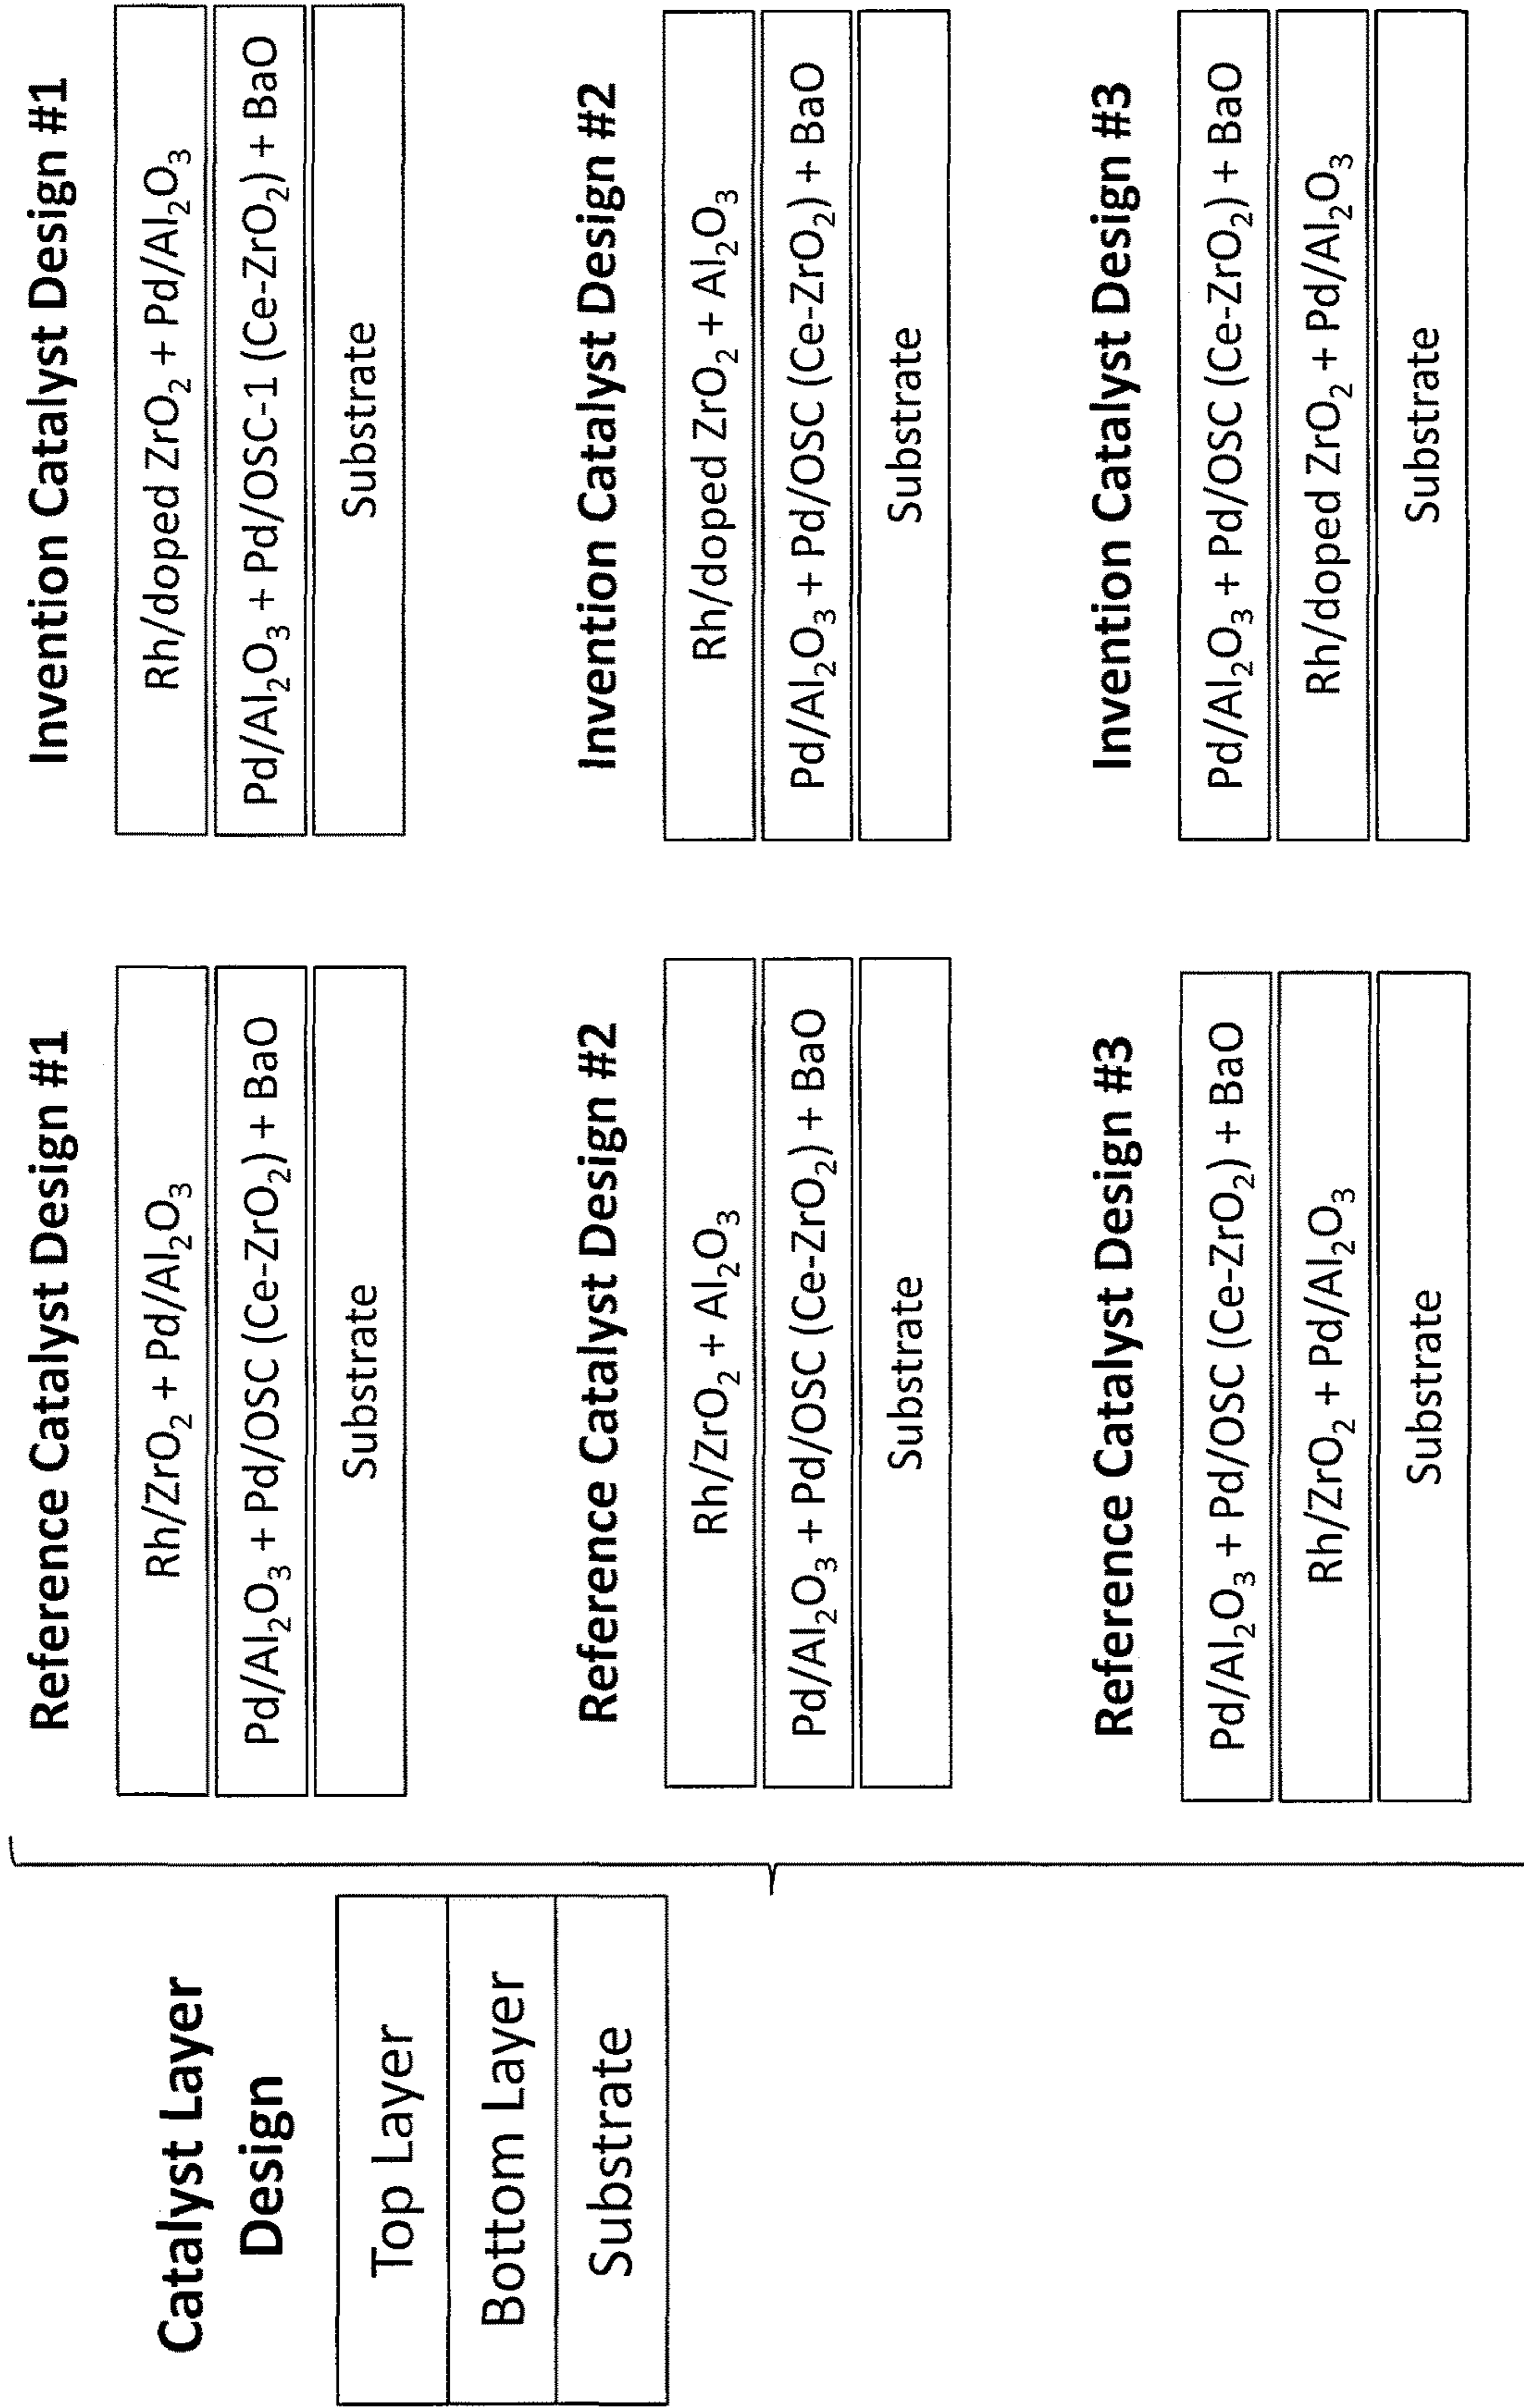 Catalyst Layer
Design
Top Layer
Bottom Layer
Substrate
Reference Catalyst Design #1
Rh/ZrO₂ + Pd/Al₂O₃
Pd/Al₂O₃ + Pd/OSC (Ce-ZrO₂) + BaO
Substrate
Invention Catalyst Design #1
Rh/doped ZrO₂ + Pd/Al₂O₃
Pd/Al₂O₃ + Pd/OSC-1 (Ce-ZrO₂) + BaO
Substrate
Reference Catalyst Design #2
Rh/ZrO₂ + Al₂O₃
Pd/Al₂O₃ + Pd/OSC (Ce-ZrO₂) + BaO
Substrate
Invention Catalyst Design #2
Rh/doped ZrO₂ + Al₂O₃
Pd/Al₂O₃ + Pd/OSC (Ce-ZrO₂) + BaO
Substrate
Reference Catalyst Design #3
Pd/Al₂O₃ + Pd/OSC (Ce-ZrO₂) + BaO
Rh/ZrO₂ + Pd/Al₂O₃
Substrate
Invention Catalyst Design #3
Pd/Al₂O₃ + Pd/OSC (Ce-ZrO₂) + BaO
Rh/doped ZrO₂ + Pd/Al₂O₃
Substrate